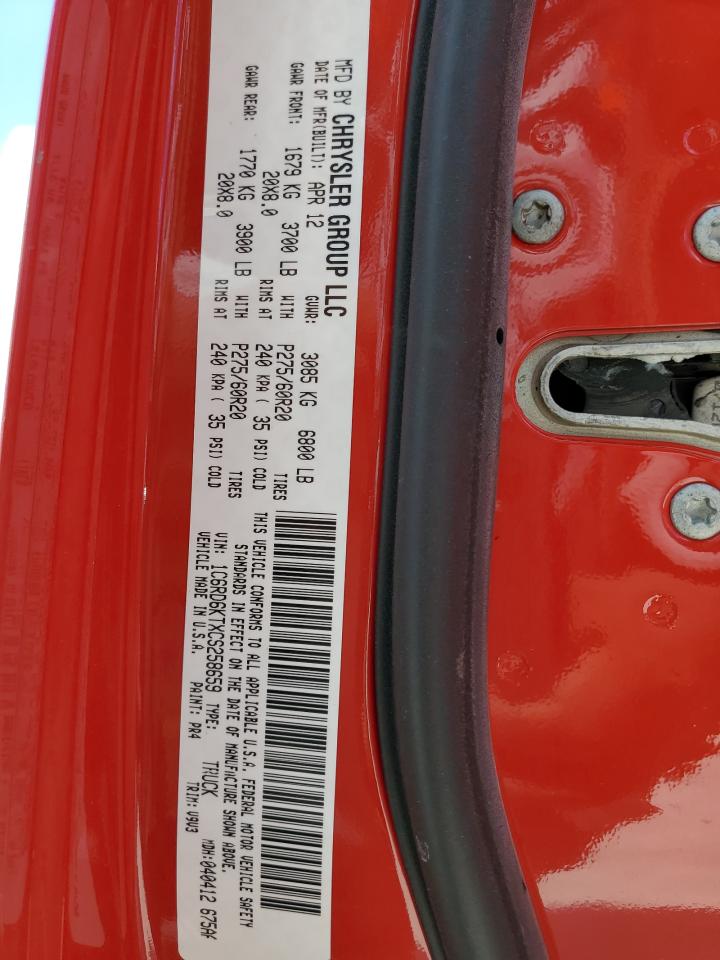 MFD BY CHRYSLER GROUP LLC
DATE OF MFR(BUILT): APR 12 GVWR: 3085 KG 6800 LB
GAWR FRONT: 1679 KG 3700 LB WITH P275/60R20 TIRES
20X8.0 RIMS AT 240 KPA ( 35 PSI) COLD
GAWR REAR: 1770 KG 3900 LB WITH P275/60R20 TIRES
20X8.0 RIMS AT 240 KPA ( 35 PSI) COLD
THIS VEHICLE CONFORMS TO ALL APPLICABLE U.S.A. FEDERAL MOTOR VEHICLE SAFETY
STANDARDS IN EFFECT ON THE DATE OF MANUFACTURE SHOWN ABOVE.
VIN: 1C6RD6KTXCS258659 TYPE: TRUCK MDH:040412 675A
VEHICLE MADE IN U.S.A. PAINT: PR4 TRIM: V9V3